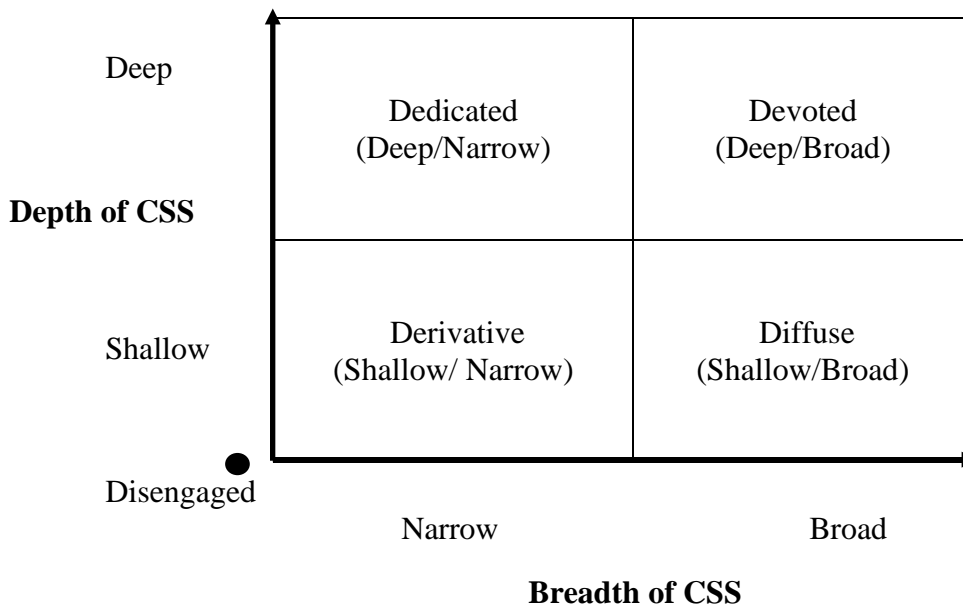 Deep
Dedicated
(Deep/Narrow)
Devoted
(Deep/Broad)
Depth of CSS
Shallow
Derivative
(Shallow/ Narrow)
Diffuse
(Shallow/Broad)
Disengaged
Narrow
Broad
Breadth of CSS